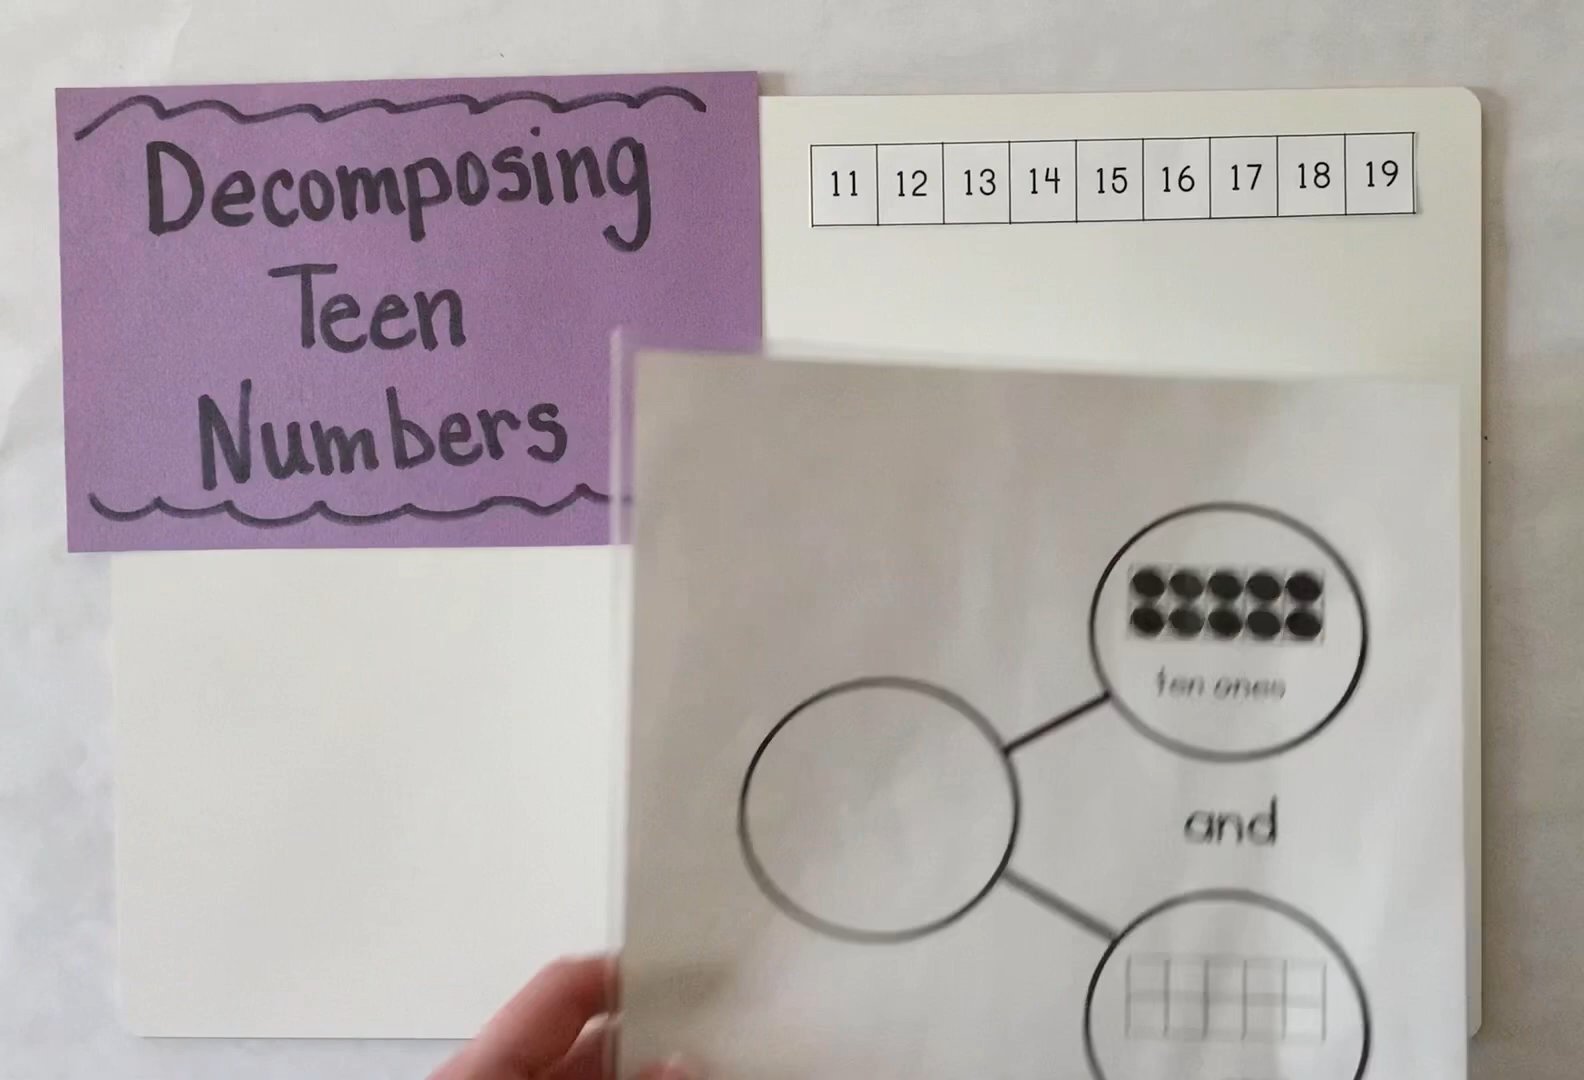 Decomposing
Teen
Numbers
11 12 13 14 15 16 17 18 19
ten ones
and